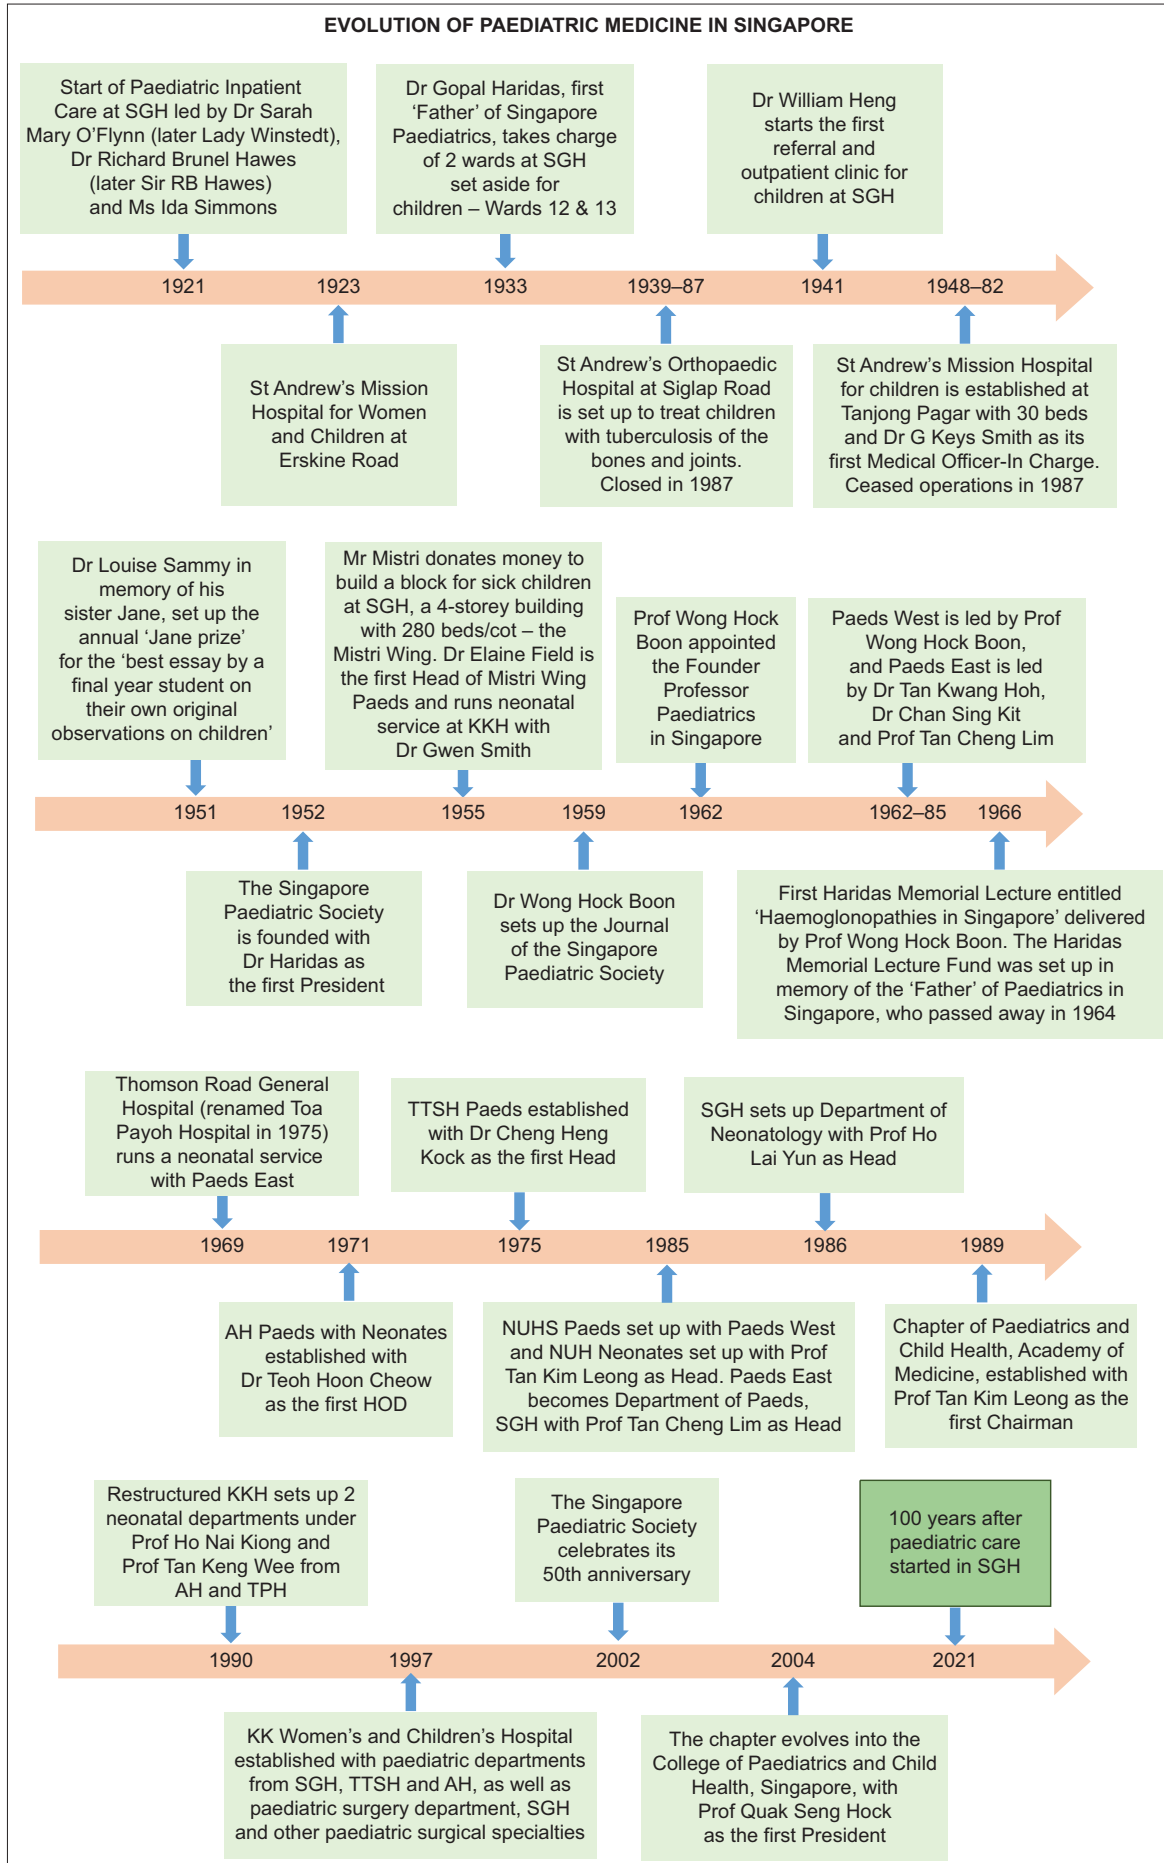 EVOLUTION OF PAEDIATRIC MEDICINE IN SINGAPORE
Start of Paediatric Inpatient
Care at SGH led by Dr Sarah
Mary O’Flynn (later Lady Winstedt),
Dr Richard Brunel Hawes
(later Sir RB Hawes)
and Ms Ida Simmons
Dr Gopal Haridas, first
‘Father’ of Singapore
Paediatrics, takes charge
of 2 wards at SGH
set aside for
children – Wards 12 & 13
Dr William Heng
starts the first
referral and
outpatient clinic for
children at SGH
1921
1923
1933
1939–87
1941
1948–82
St Andrew’s Mission
Hospital for Women
and Children at
Erskine Road
St Andrew’s Orthopaedic
Hospital at Siglap Road
is set up to treat children
with tuberculosis of the
bones and joints.
Closed in 1987
St Andrew’s Mission Hospital
for children is established at
Tanjong Pagar with 30 beds
and Dr G Keys Smith as its
first Medical Officer-In Charge.
Ceased operations in 1987
Dr Louise Sammy in
memory of his
sister Jane, set up the
annual ‘Jane prize’
for the ‘best essay by a
final year student on
their own original
observations on children’
Mr Mistri donates money to
build a block for sick children
at SGH, a 4-storey building
with 280 beds/cot – the
Mistri Wing. Dr Elaine Field is
the first Head of Mistri Wing
Paeds and runs neonatal
service at KKH with
Dr Gwen Smith
Prof Wong Hock
Boon appointed
the Founder
Professor
Paediatrics
in Singapore
Paeds West is led by Prof
Wong Hock Boon,
and Paeds East is led
by Dr Tan Kwang Hoh,
Dr Chan Sing Kit
and Prof Tan Cheng Lim
1951
1952
1955
1959
1962
1962–85
1966
The Singapore
Paediatric Society
is founded with
Dr Haridas as
the first President
Dr Wong Hock Boon
sets up the Journal
of the Singapore
Paediatric Society
First Haridas Memorial Lecture entitled
‘Haemoglonopathies in Singapore’ delivered
by Prof Wong Hock Boon. The Haridas
Memorial Lecture Fund was set up in
memory of the ‘Father’ of Paediatrics in
Singapore, who passed away in 1964
Thomson Road General
Hospital (renamed Toa
Payoh Hospital in 1975)
runs a neonatal service
with Paeds East
TTSH Paeds established
with Dr Cheng Heng
Kock as the first Head
SGH sets up Department of
Neonatology with Prof Ho
Lai Yun as Head
1969
1971
1975
1985
1986
1989
AH Paeds with Neonates
established with
Dr Teoh Hoon Cheow
as the first HOD
NUHS Paeds set up with Paeds West
and NUH Neonates set up with Prof
Tan Kim Leong as Head. Paeds East
becomes Department of Paeds,
SGH with Prof Tan Cheng Lim as Head
Chapter of Paediatrics and
Child Health, Academy of
Medicine, established with
Prof Tan Kim Leong as the
first Chairman
Restructured KKH sets up 2
neonatal departments under
Prof Ho Nai Kiong and
Prof Tan Keng Wee from
AH and TPH
The Singapore
Paediatric Society
celebrates its
50th anniversary
100 years after
paediatric care
started in SGH
1990
1997
2002
2004
2021
KK Women’s and Children’s Hospital
established with paediatric departments
from SGH, TTSH and AH, as well as
paediatric surgery department, SGH
and other paediatric surgical specialties
The chapter evolves into the
College of Paediatrics and Child
Health, Singapore, with
Prof Quak Seng Hock
as the first President